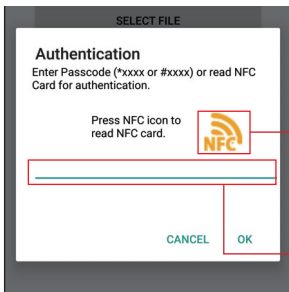 SELECT FILE
Authentication
Enter Passcode (*xxxx or #xxxx) or read NFC
Card for authentication.
Press NFC icon to
read NFC card.
NFC
CANCEL OK